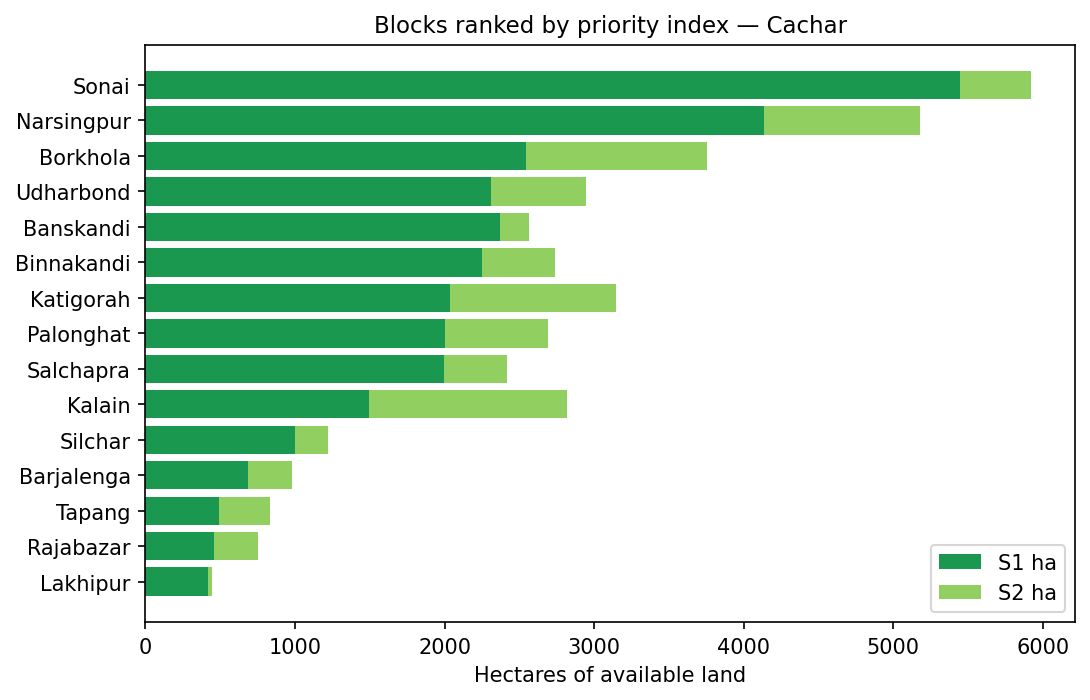 Blocks ranked by priority index — Cachar
Sonai
Narsingpur
Borkhola
Udharbond
Banskandi
Binnakandi
Katigorah
Palonghat
Salchapra
Kalain
Silchar
Barjalenga
Tapang
Rajabazar
Lakhipur
S1 ha
S2 ha
0 1000 2000 3000 4000 5000 6000
Hectares of available land